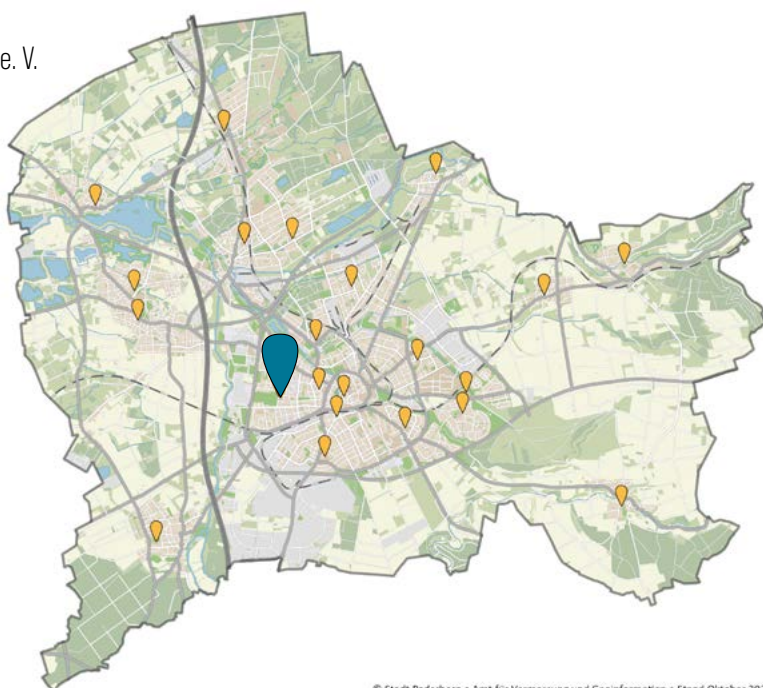 e. V.
© Stadt Paderborn • Amt für Vermessung und Geoinformation • Stand Oktober